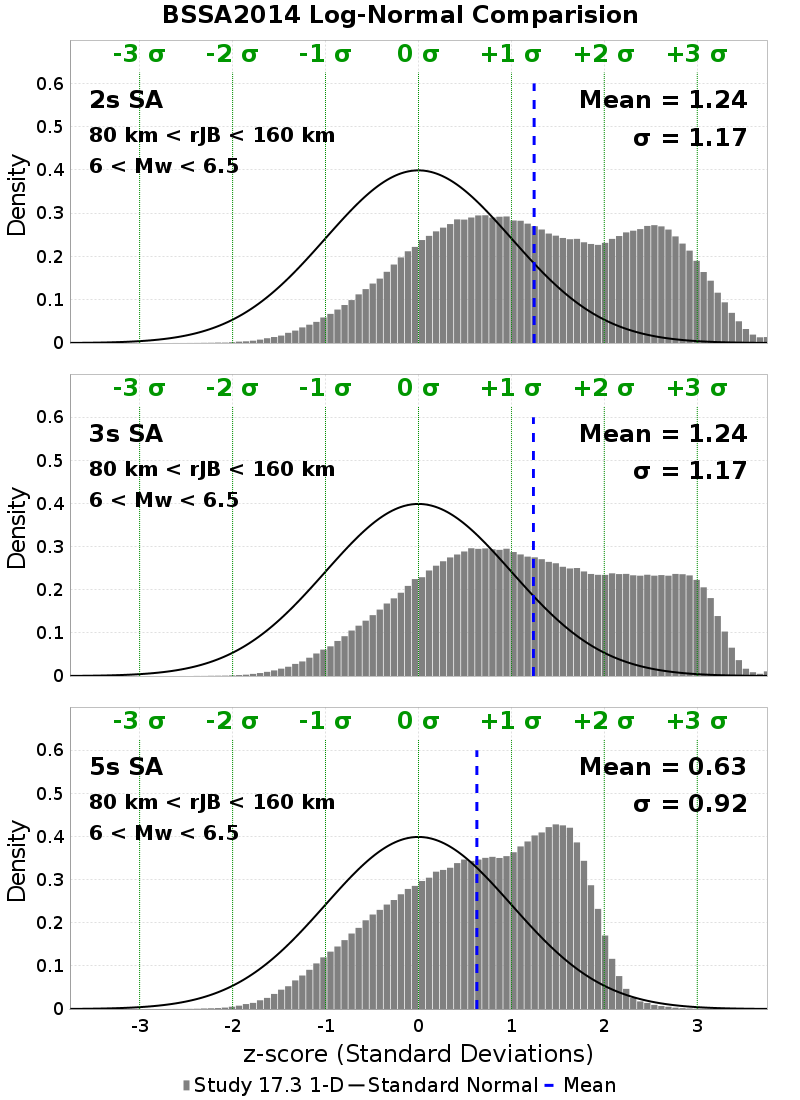 BSSA2014 Log-Normal Comparision
-3 σ -2 σ -1 σ 0 σ +1 σ +2 σ +3 σ
0.6
2s SA Mean = 1.24
0.5
80 km < rJB < 160 km σ = 1.17
6 < Mw < 6.5
0.4
0.3
0.2
0.1
0
Density
-3 σ -2 σ -1 σ 0 σ +1 σ +2 σ +3 σ
0.6
3s SA Mean = 1.24
0.5
80 km < rJB < 160 km σ = 1.17
6 < Mw < 6.5
0.4
0.3
0.2
0.1
0
Density
-3 σ -2 σ -1 σ 0 σ +1 σ +2 σ +3 σ
0.6
5s SA Mean = 0.63
0.5
80 km < rJB < 160 km σ = 0.92
6 < Mw < 6.5
0.4
0.3
0.2
0.1
0
Density
-3 -2 -1 0 1 2 3
z-score (Standard Deviations)
Study 17.3 1-D Standard Normal Mean